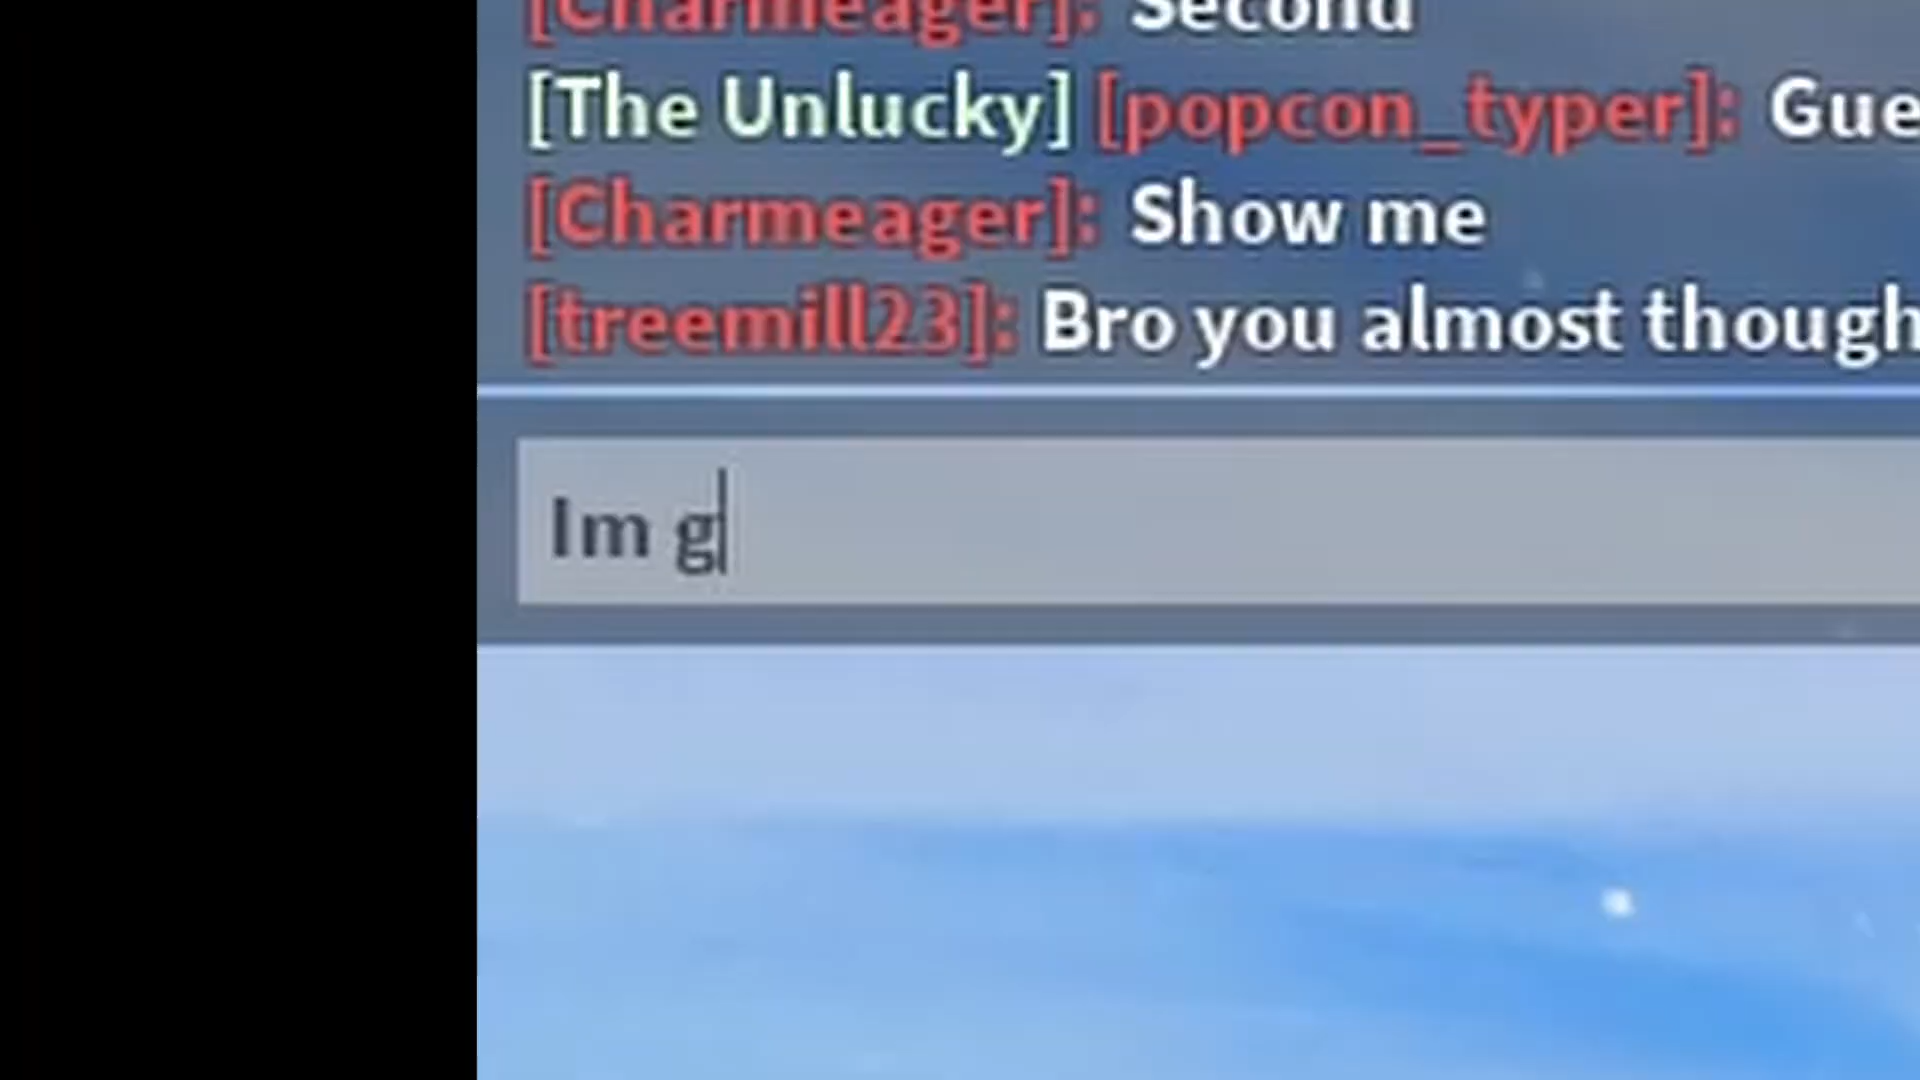 [Charmeager]: Second
[The Unlucky] [popcon_typer]: Gue
[Charmeager]: Show me
[treemill23]: Bro you almost though
Im g